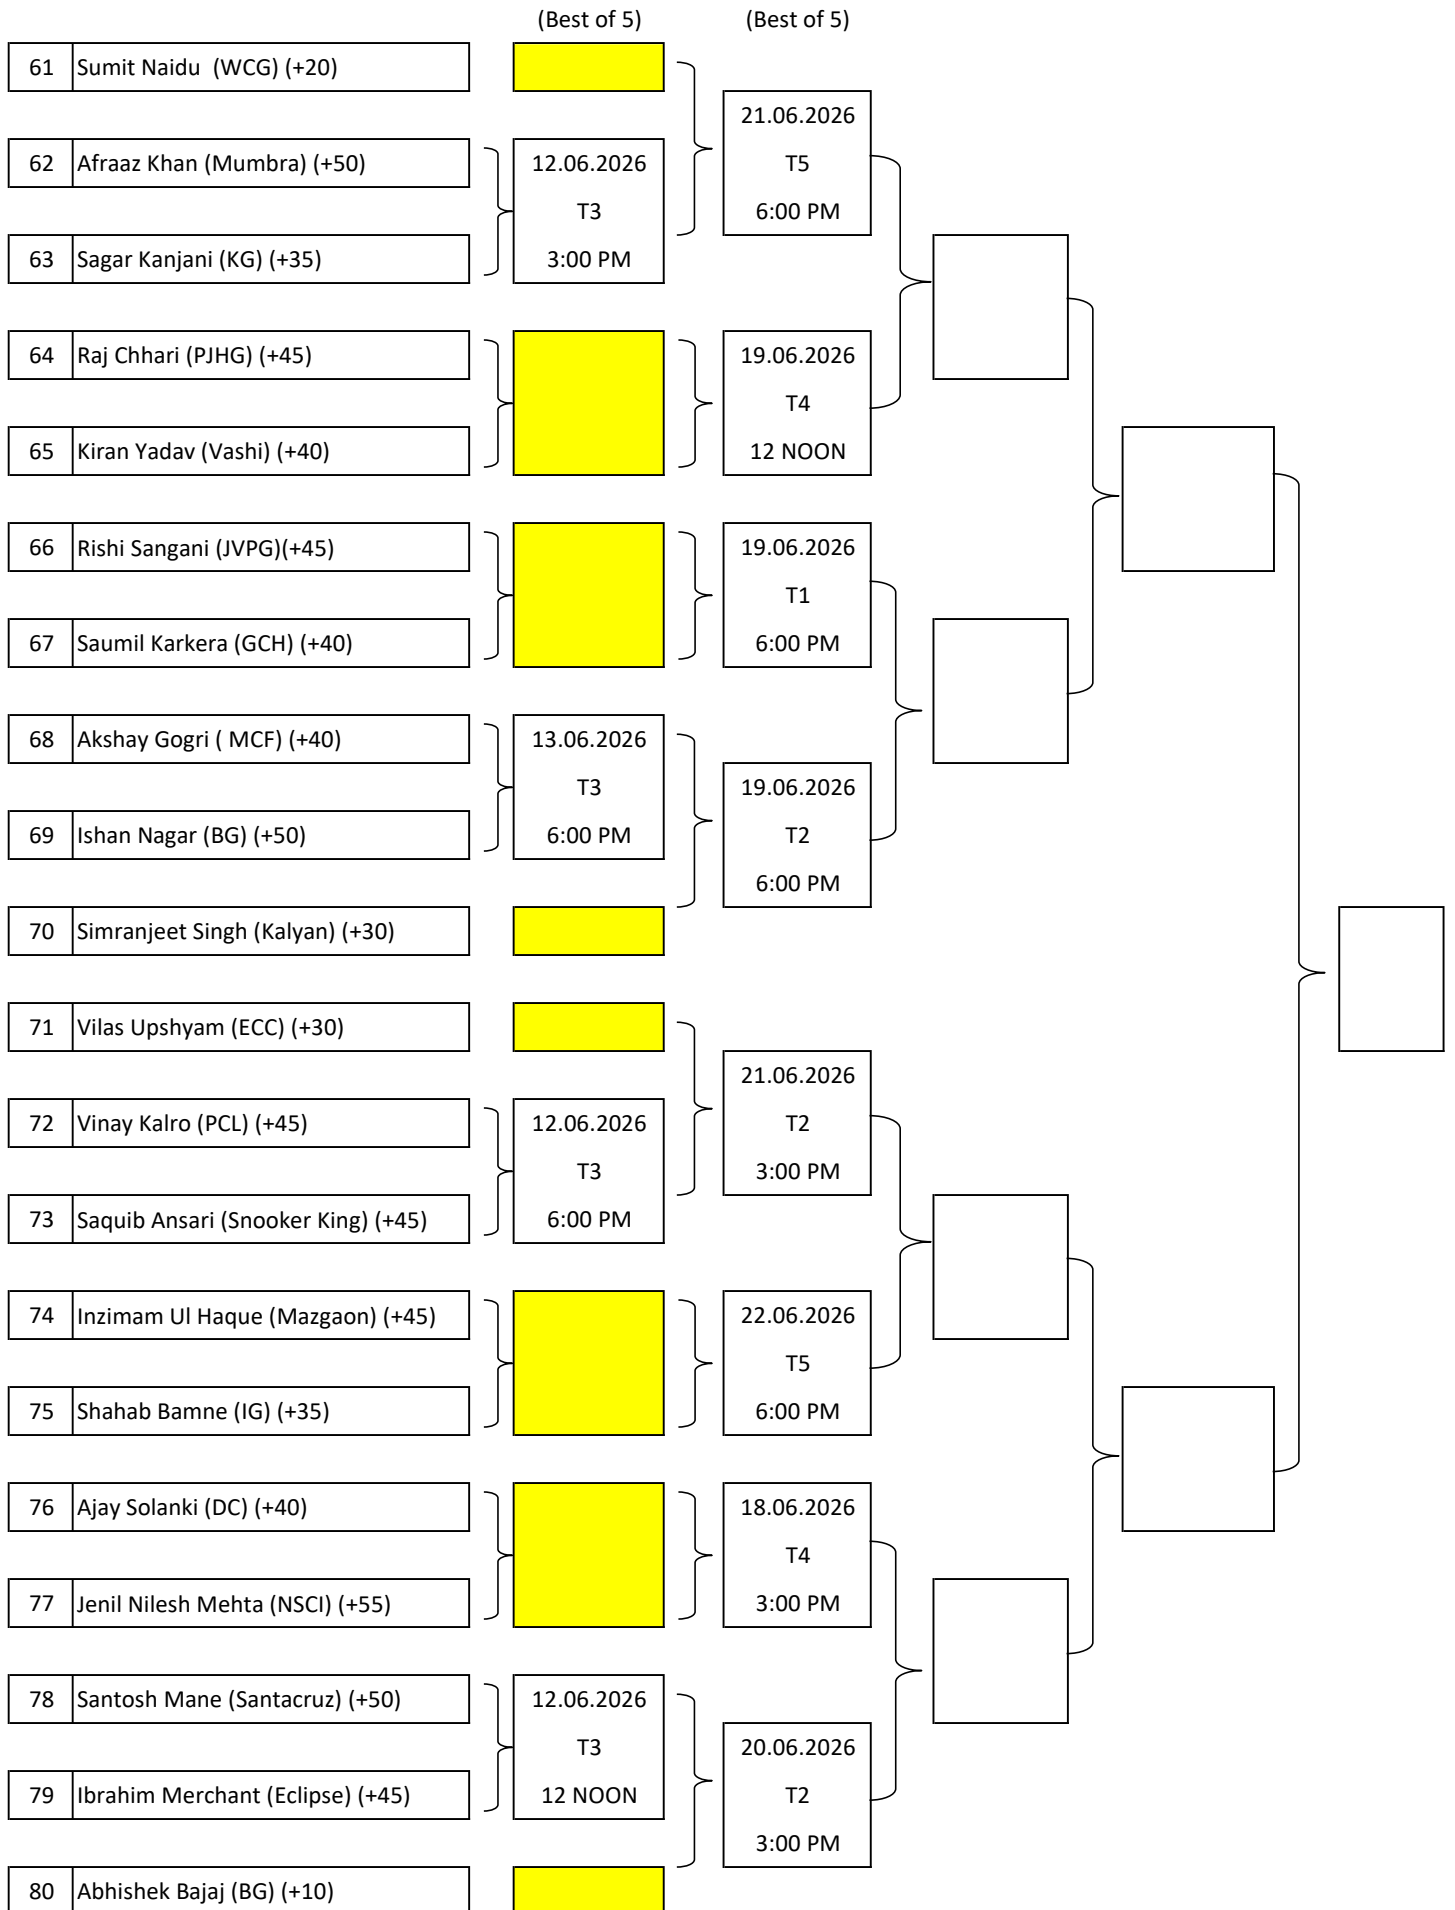 (Best of 5) (Best of 5)
61 Sumit Naidu (WCG) (+20)
21.06.2026
62 Afraaz Khan (Mumbra) (+50) 12.06.2026 T5
T3 6:00 PM
63 Sagar Kanjani (KG) (+35) 3:00 PM
64 Raj Chhari (PJHG) (+45) 19.06.2026
T4
65 Kiran Yadav (Vashi) (+40) 12 NOON
66 Rishi Sangani (JVPG)(+45) 19.06.2026
T1
67 Saumil Karkera (GCH) (+40) 6:00 PM
68 Akshay Gogri ( MCF) (+40) 13.06.2026
T3 19.06.2026
69 Ishan Nagar (BG) (+50) 6:00 PM T2
6:00 PM
70 Simranjeet Singh (Kalyan) (+30)
71 Vilas Upshyam (ECC) (+30)
21.06.2026
72 Vinay Kalro (PCL) (+45) 12.06.2026 T2
T3 3:00 PM
73 Saquib Ansari (Snooker King) (+45) 6:00 PM
74 Inzimam Ul Haque (Mazgaon) (+45) 22.06.2026
T5
75 Shahab Bamne (IG) (+35) 6:00 PM
76 Ajay Solanki (DC) (+40) 18.06.2026
T4
77 Jenil Nilesh Mehta (NSCI) (+55) 3:00 PM
78 Santosh Mane (Santacruz) (+50) 12.06.2026
T3 20.06.2026
79 Ibrahim Merchant (Eclipse) (+45) 12 NOON T2
3:00 PM
80 Abhishek Bajaj (BG) (+10)